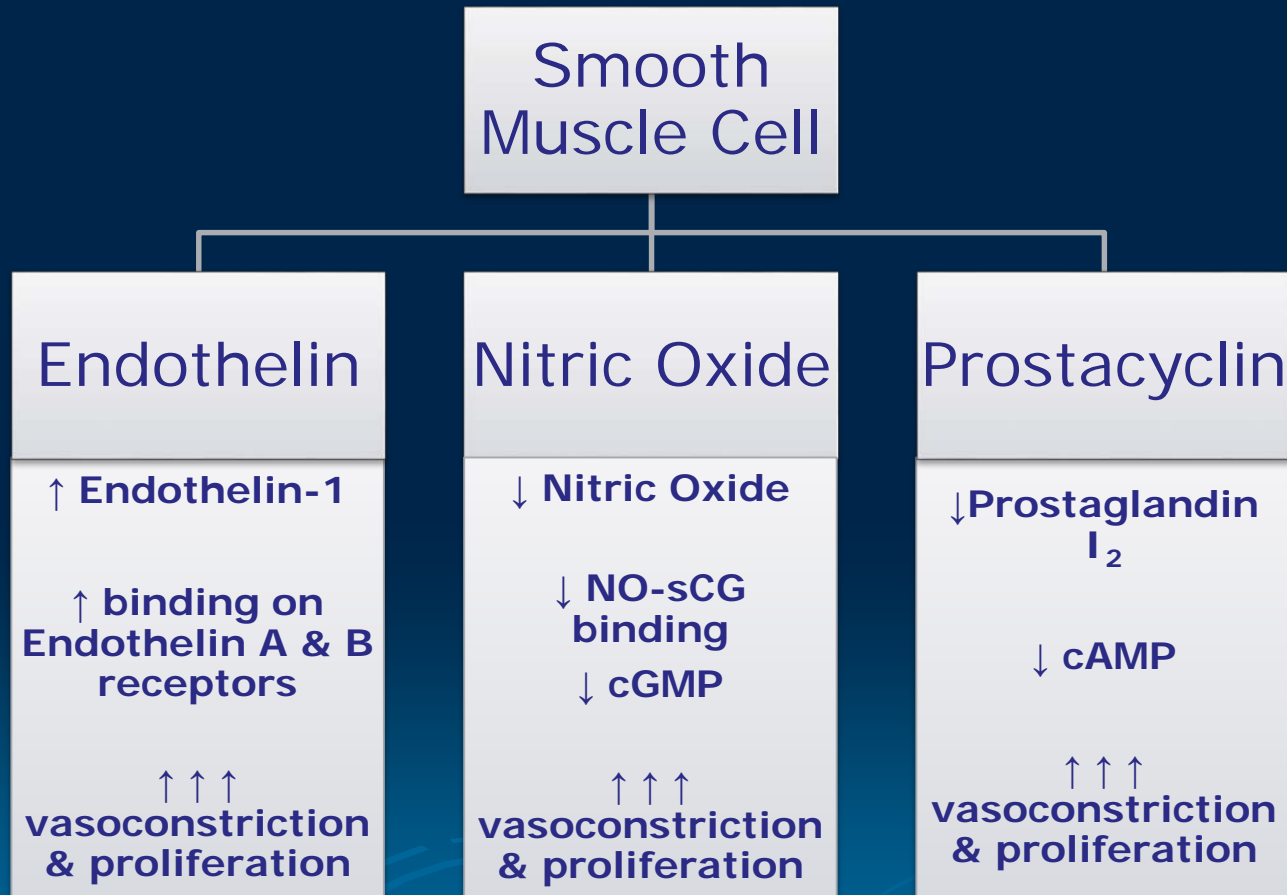 Smooth
Muscle Cell
Endothelin
↑ Endothelin-1
↑ binding on
Endothelin A & B
receptors
↑ ↑ ↑
vasoconstriction
& proliferation
Nitric Oxide
↓ Nitric Oxide
↓ NO-sCG
binding
↓ cGMP
↑ ↑ ↑
vasoconstriction
& proliferation
Prostacyclin
↓Prostaglandin
I₂
↓ cAMP
↑ ↑ ↑
vasoconstriction
& proliferation